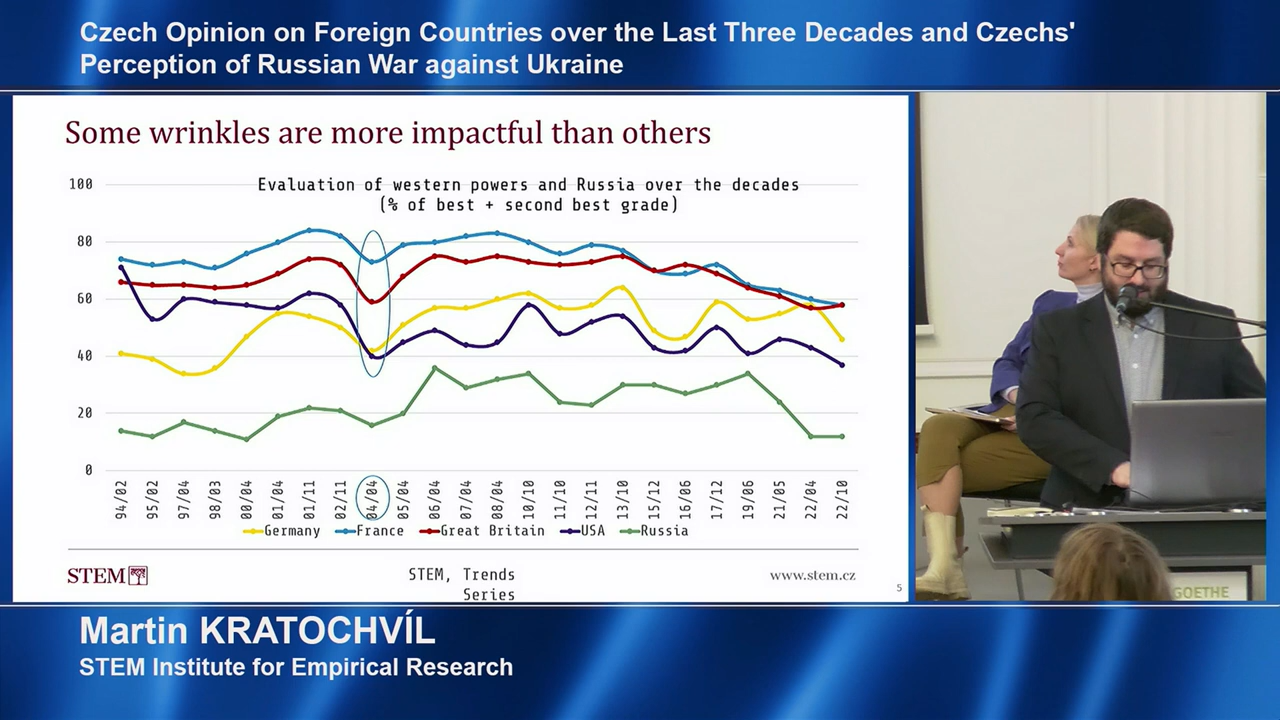 Czech Opinion on Foreign Countries over the Last Three Decades and Czechs'
Perception of Russian War against Ukraine
Some wrinkles are more impactful than others
Evaluation of western powers and Russia over the decades
(% of best + second best grade)
100
80
60
40
20
0
94/02 95/02 97/04 98/03 00/04 01/04 01/11 02/11 04/04 05/04 06/04 07/04 08/04 10/10 11/10 12/11 13/10 15/12 16/06 17/12 19/06 21/05 22/04 22/10
Germany France Great Britain USA Russia
STEM
STEM, Trends
Series
www.stem.cz
5
GOETHE
Martin KRATOCHVÍL
STEM Institute for Empirical Research